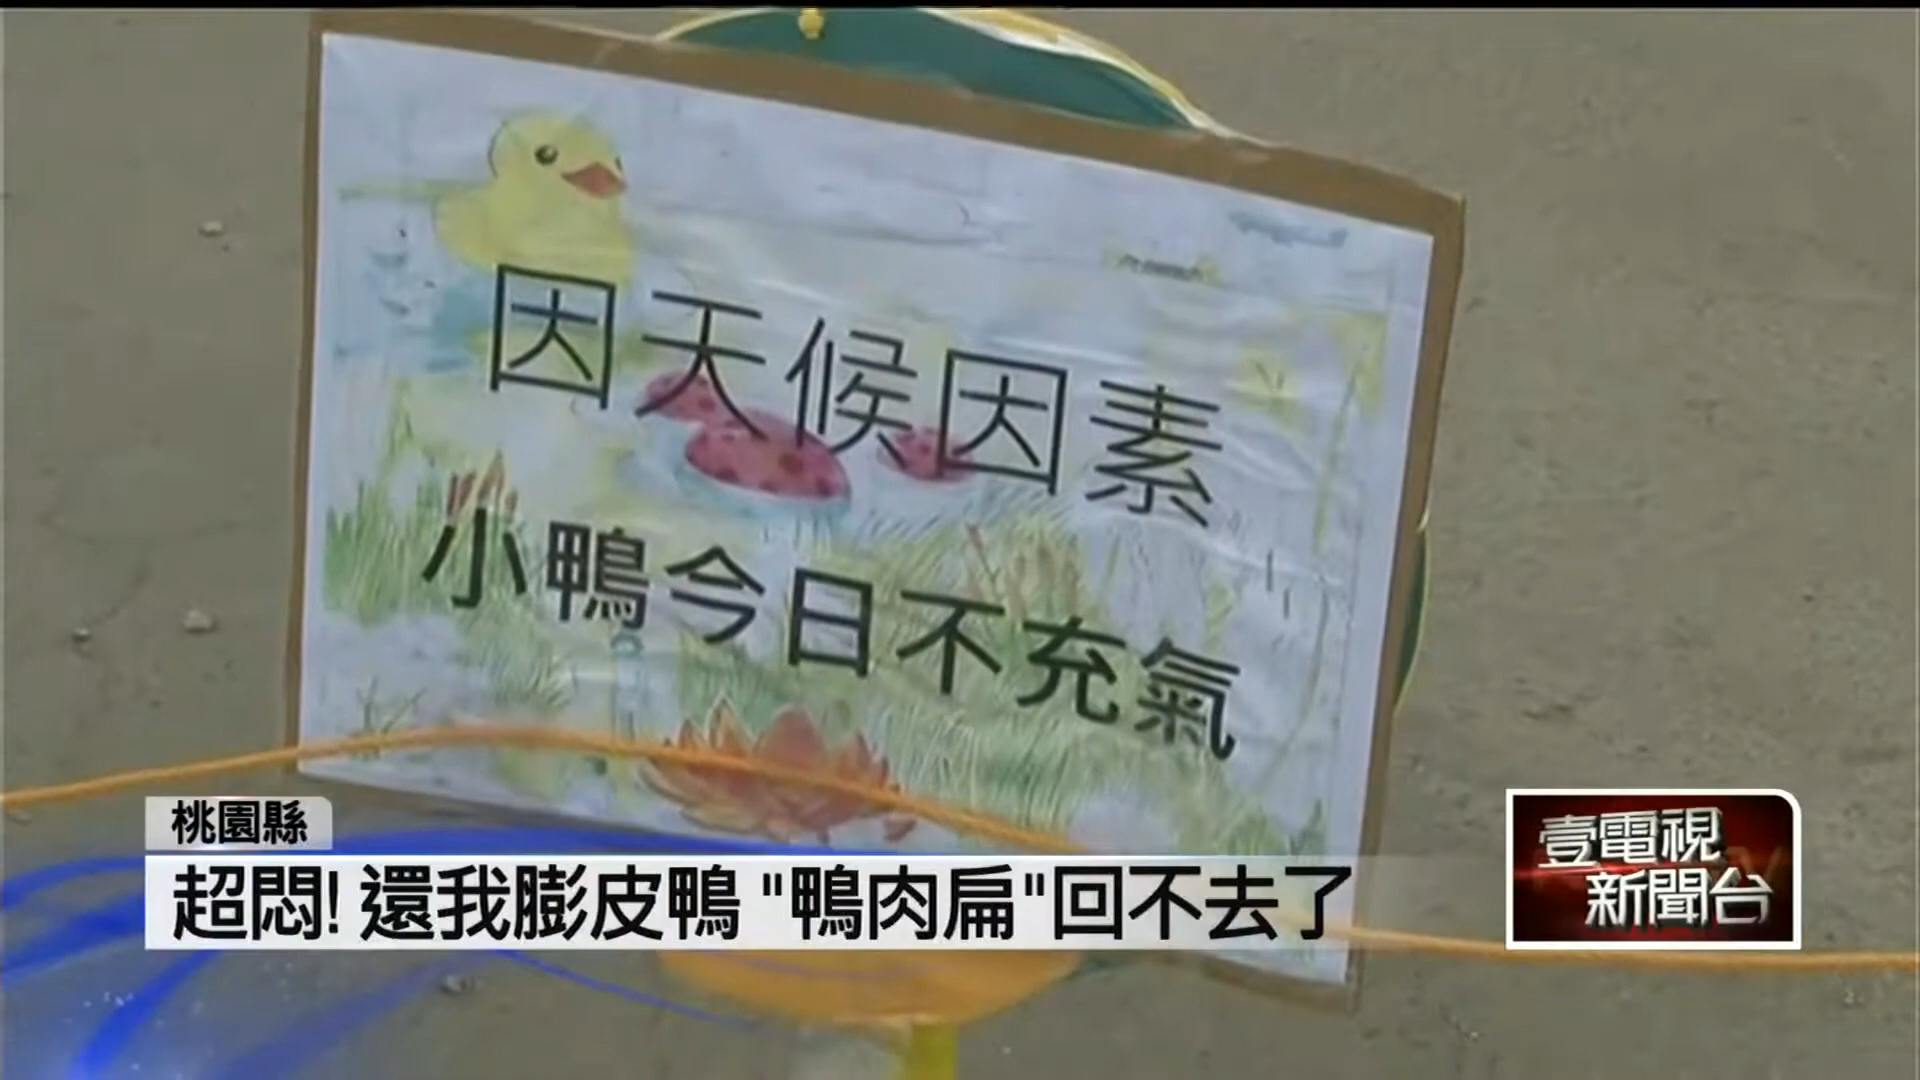 因天候因素
小鴨今日不充氣
桃園縣
超悶!還我膨皮鴨 "鴨肉扁"回不去了
壹電視
新聞台